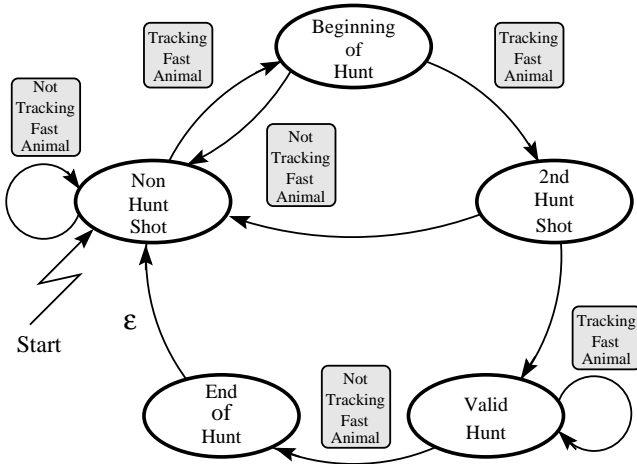 Beginning
of
Hunt
Tracking
Fast
Animal
Tracking
Fast
Animal
Not
Tracking
Fast
Animal
Not
Tracking
Fast
Animal
Non
Hunt
Shot
2nd
Hunt
Shot
Start
ε
Tracking
Fast
Animal
End
of
Hunt
Not
Tracking
Fast
Animal
Valid
Hunt